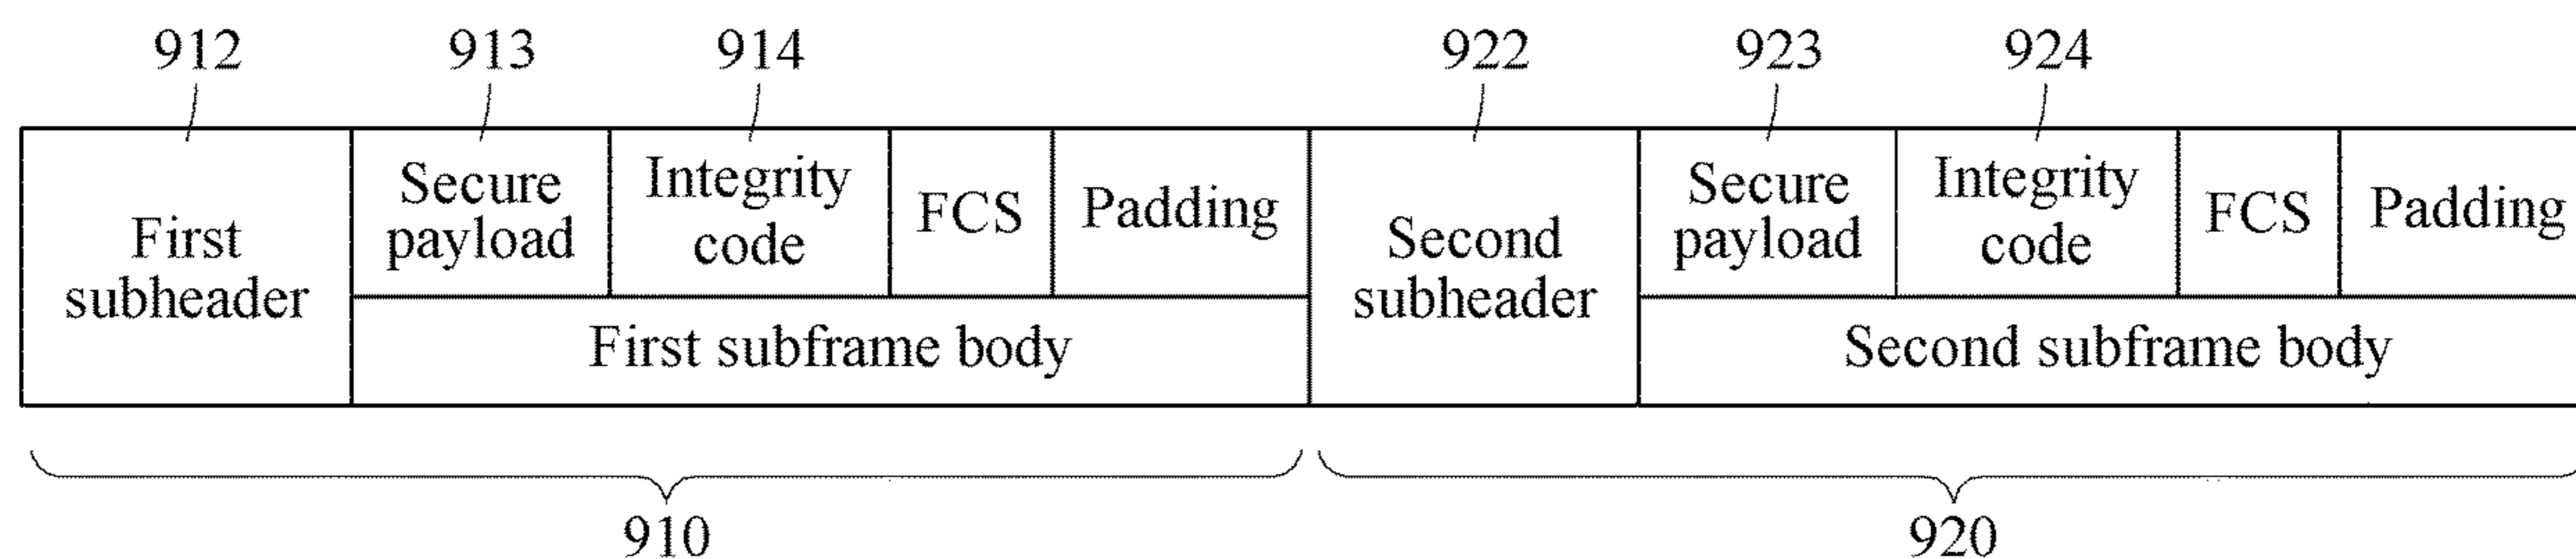 912
913
914
922
923
924
First
subheader
Secure
payload
Integrity
code
FCS
Padding
First subframe body
Second
subheader
Secure
payload
Integrity
code
FCS
Padding
Second subframe body
910
920